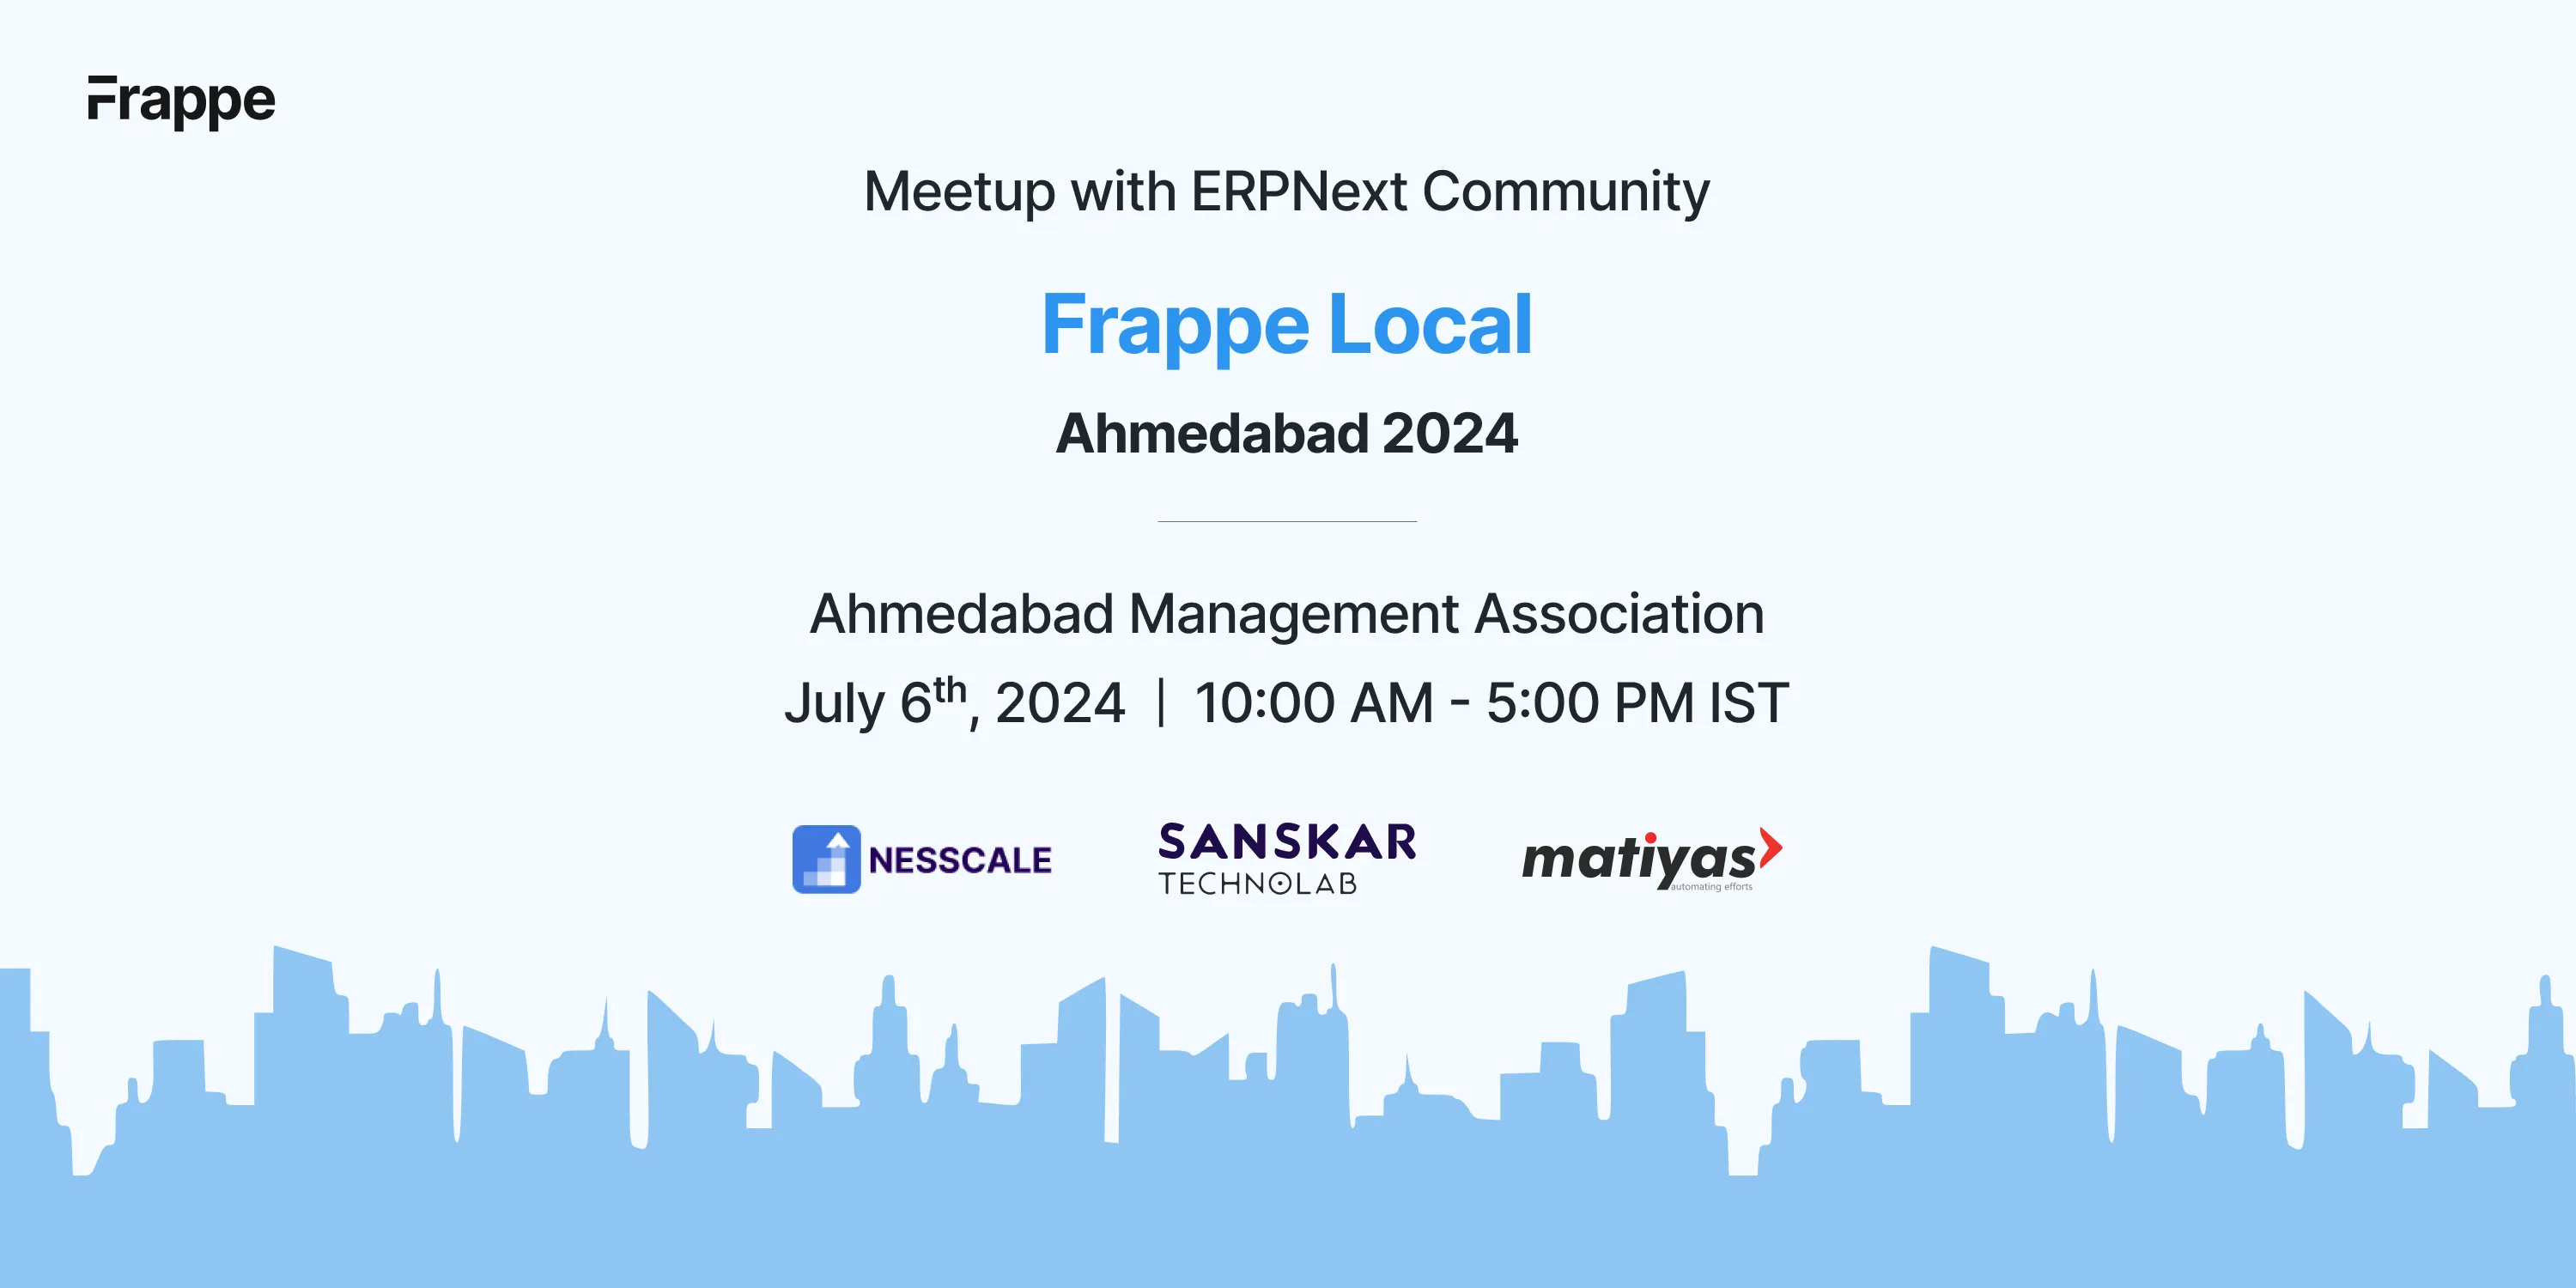 Frappe
Meetup with ERPNext Community
Frappe Local
Ahmedabad 2024
Ahmedabad Management Association
July 6th, 2024 | 10:00 AM - 5:00 PM IST
NESSCALE
SANSKAR
TECHNOLAB
matiyas
automating efforts